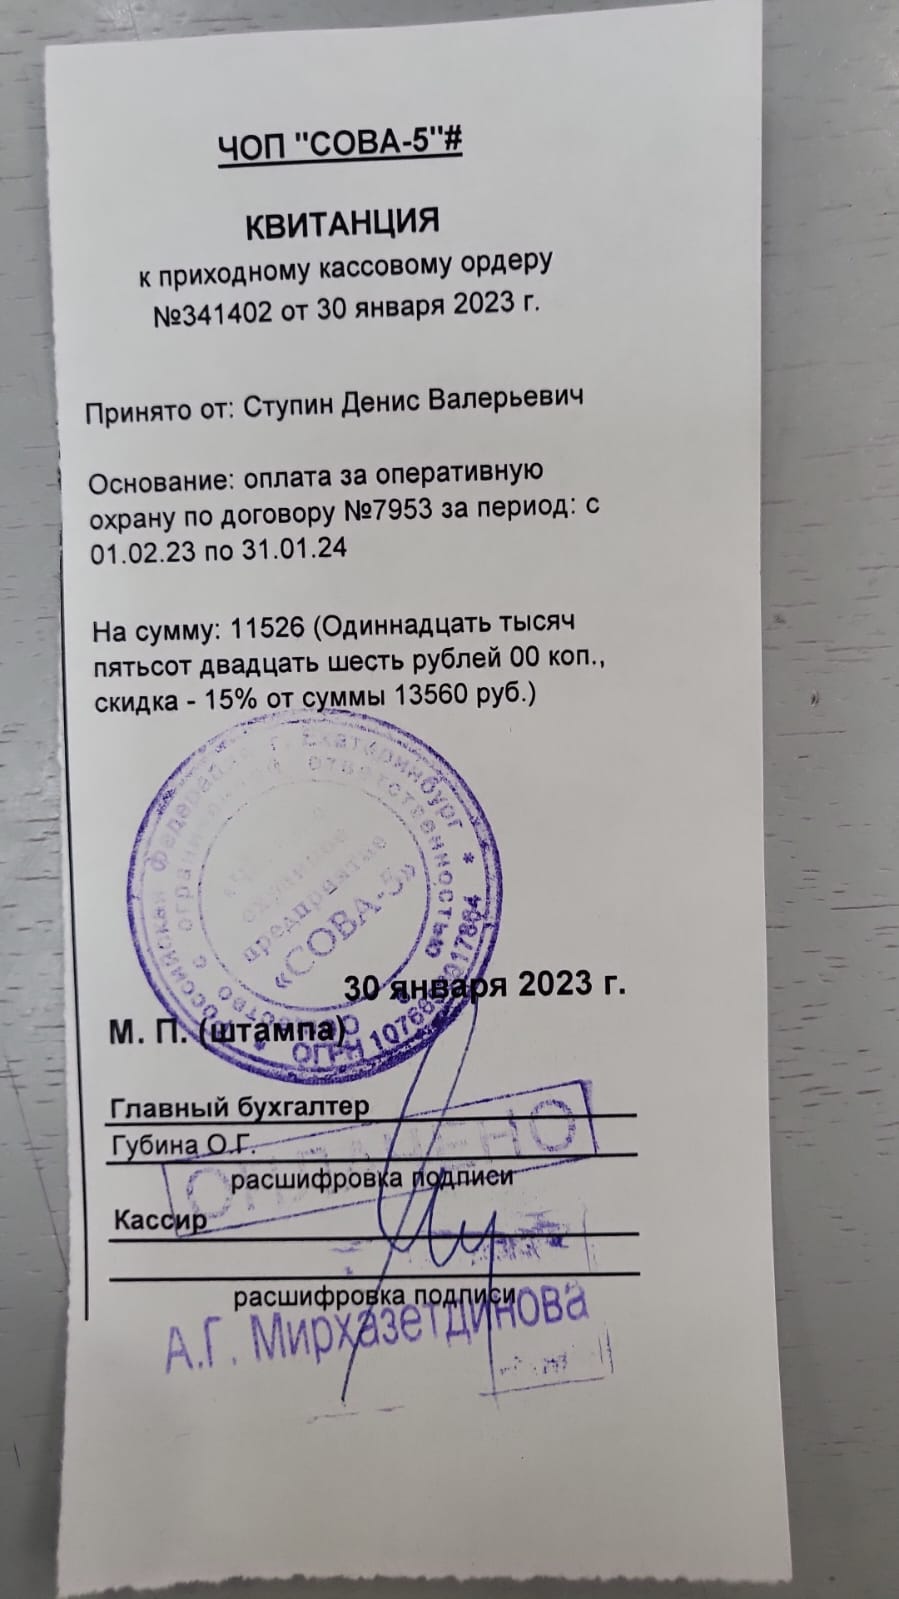 ЧОП "СОВА-5"#
КВИТАНЦИЯ
к приходному кассовому ордеру
№341402 от 30 января 2023 г.
Принято от: Ступин Денис Валерьевич
Основание: оплата за оперативную
охрану по договору №7953 за период: с
01.02.23 по 31.01.24
На сумму: 11526 (Одиннадцать тысяч
пятьсот двадцать шесть рублей 00 коп.,
скидка - 15% от суммы 13560 руб.)
Российская Федерация г. Екатеринбург *
Общество с ограниченной ответственностью
охранное
предприятие
«СОВА-5»
ОГРН
30 января 2023 г.
М. П. (штампа)
Главный бухгалтер
Губина О.Г.
ОПЛАЧЕНО
расшифровка подписи
Кассир
расшифровка подписи
А.Г. Мирхазетдинова